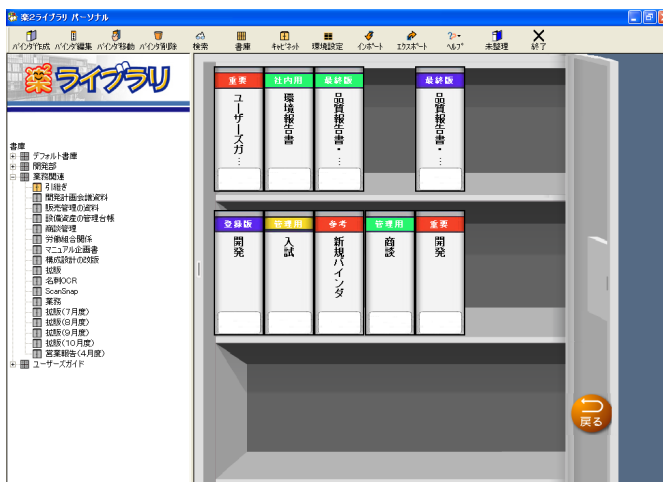 楽2ライブラリ パーソナル
バインダ作成 バインダ編集 バインダ移動 バインダ削除 検索 書庫 キャビネット 環境設定 インポート エクスポート ヘルプ 未整理 終了
楽ライブラリ
書庫
デフォルト書庫
開発部
業務関連
引継ぎ
開発計画会議資料
販売管理の資料
設備資産の管理台帳
商談管理
労働組合関係
マニュアル企画書
構成設計の改版
拡販
名刺OCR
ScanSnap
業務
拡販(7月度)
拡販(8月度)
拡販(9月度)
拡販(10月度)
営業報告(4月度)
ユーザーズガイド
重要
ユーザーズガ…
社内用
環境報告書
最終版
品質報告書・…
最終版
品質報告書・…
登録版
開発
管理用
入試
参考
新規バインダ
管理用
商談
重要
開発
戻る